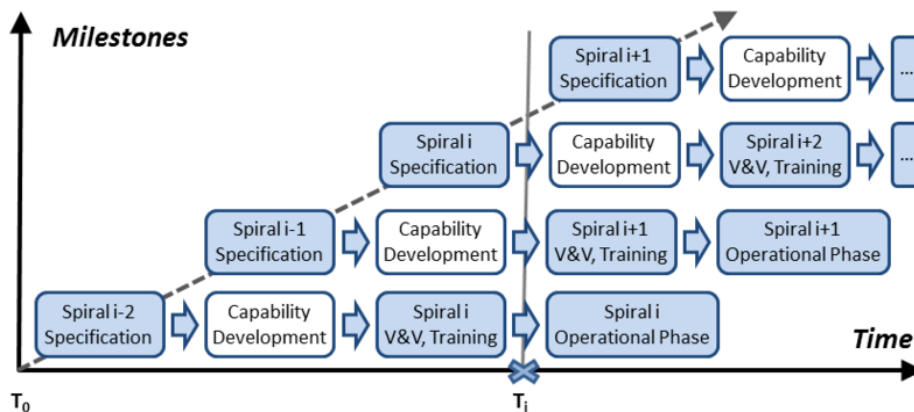 Milestones
Spiral i+1
Specification
Capability
Development
...
Spiral i
Specification
Capability
Development
Spiral i+2
V&V, Training
...
Spiral i-1
Specification
Capability
Development
Spiral i+1
V&V, Training
Spiral i+1
Operational Phase
Spiral i-2
Specification
Capability
Development
Spiral i
V&V, Training
Spiral i
Operational Phase
Time
T₀
Tᵢ